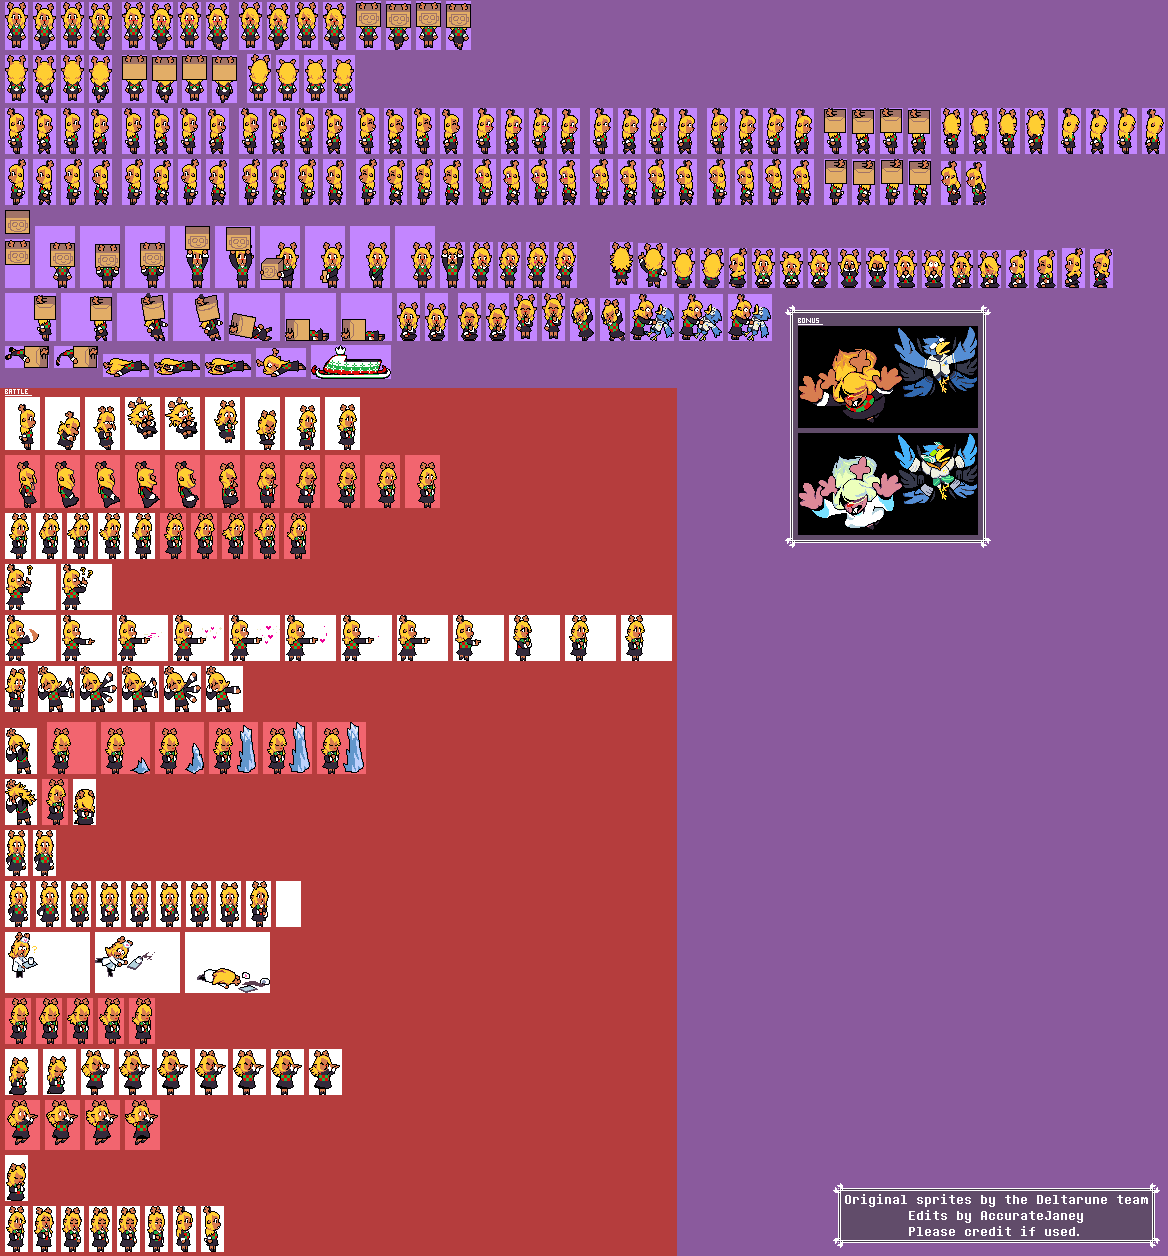 BONUS
BATTLE
? 
? ?
?
Original sprites by the Deltarune team
Edits by AccurateJaney
Please credit if used.